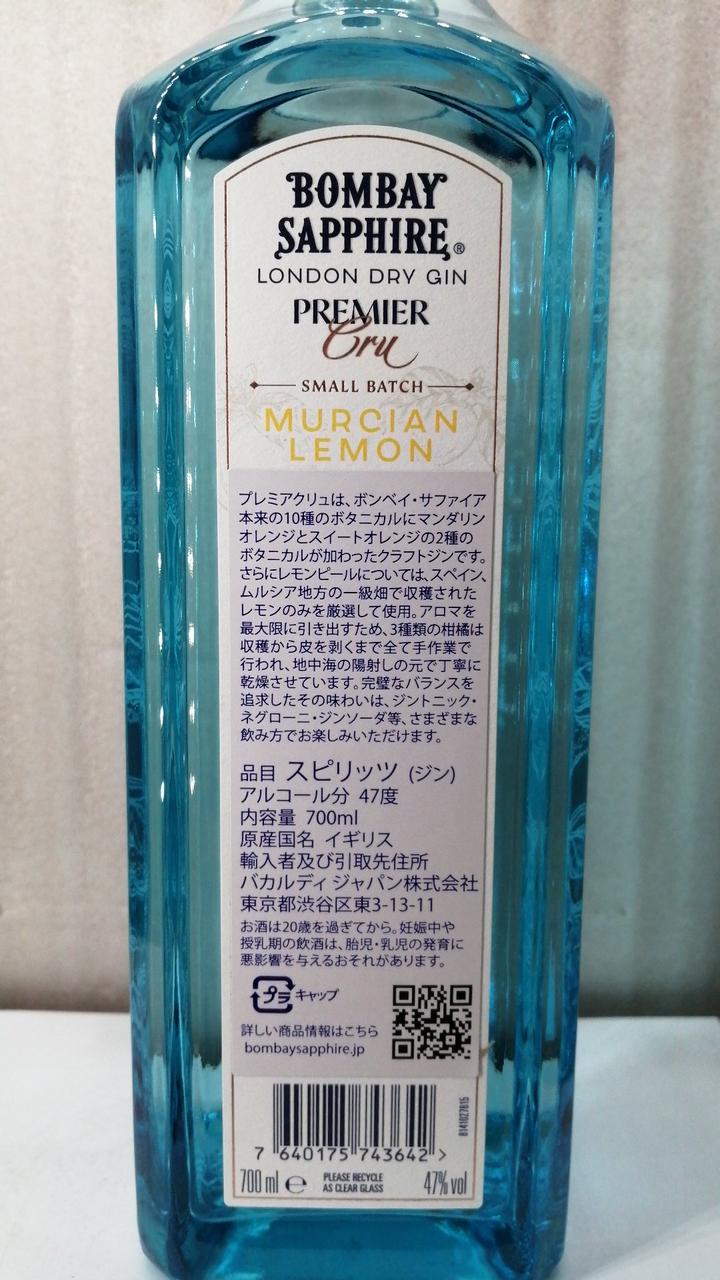 BOMBAY
SAPPHIRE®
LONDON DRY GIN
PREMIER
Cru
SMALL BATCH
MURCIAN
LEMON
プレミアクリュは、ボンベイ・サファイア
本来の10種のボタニカルにマンダリン
オレンジとスイートオレンジの2種の
ボタニカルが加わったクラフトジンです。
さらにレモンピールについては、スペイン、
ムルシア地方の一級畑で収穫された
レモンのみを厳選して使用。アロマを
最大限に引き出すため、3種類の柑橘は
収穫から皮を剥くまで全て手作業で
行われ、地中海の陽射しの元で丁寧に
乾燥させています。完璧なバランスを
追求したその味わいは、ジントニック・
ネグローニ・ジンソーダ等、さまざまな
飲み方でお楽しみいただけます。
品目 スピリッツ (ジン)
アルコール分 47度
内容量 700ml
原産国名 イギリス
輸入者及び引取先住所
バカルディ ジャパン株式会社
東京都渋谷区東3-13-11
お酒は20歳を過ぎてから。妊娠中や
授乳期の飲酒は、胎児・乳児の発育に
悪影響を与えるおそれがあります。
プラ キャップ
詳しい商品情報はこちら
bombaysapphire.jp
7 640175 743642 >
700 ml e PLEASE RECYCLE
AS CLEAR GLASS
47% vol